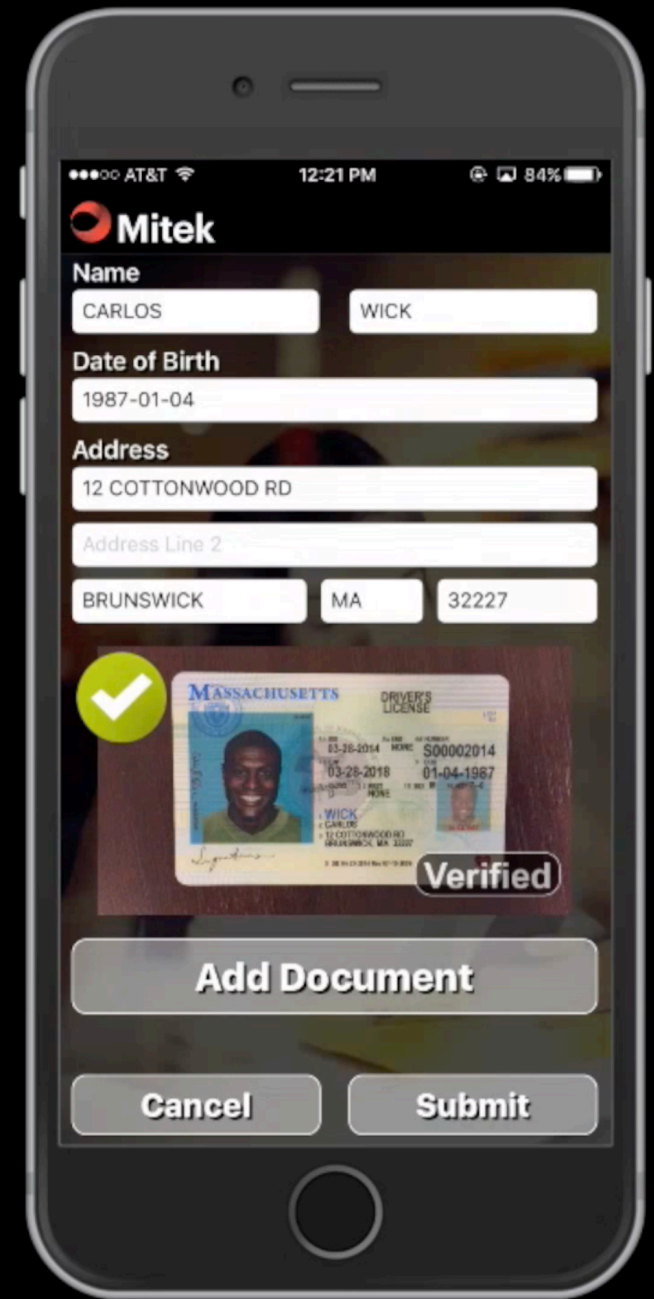 AT&T 12:21 PM 84%
Mitek
Name
CARLOS WICK
Date of Birth
1987-01-04
Address
12 COTTONWOOD RD
Address Line 2
BRUNSWICK MA 32227
MASSACHUSETTS
DRIVER'S
LICENSE
03-28-2014 NONE S00002014
03-28-2018 01-04-1987
NONE
WICK
CARLOS
12 COTTONWOOD RD
BRUNSWICK, MA 32227
Verified
Add Document
Cancel Submit